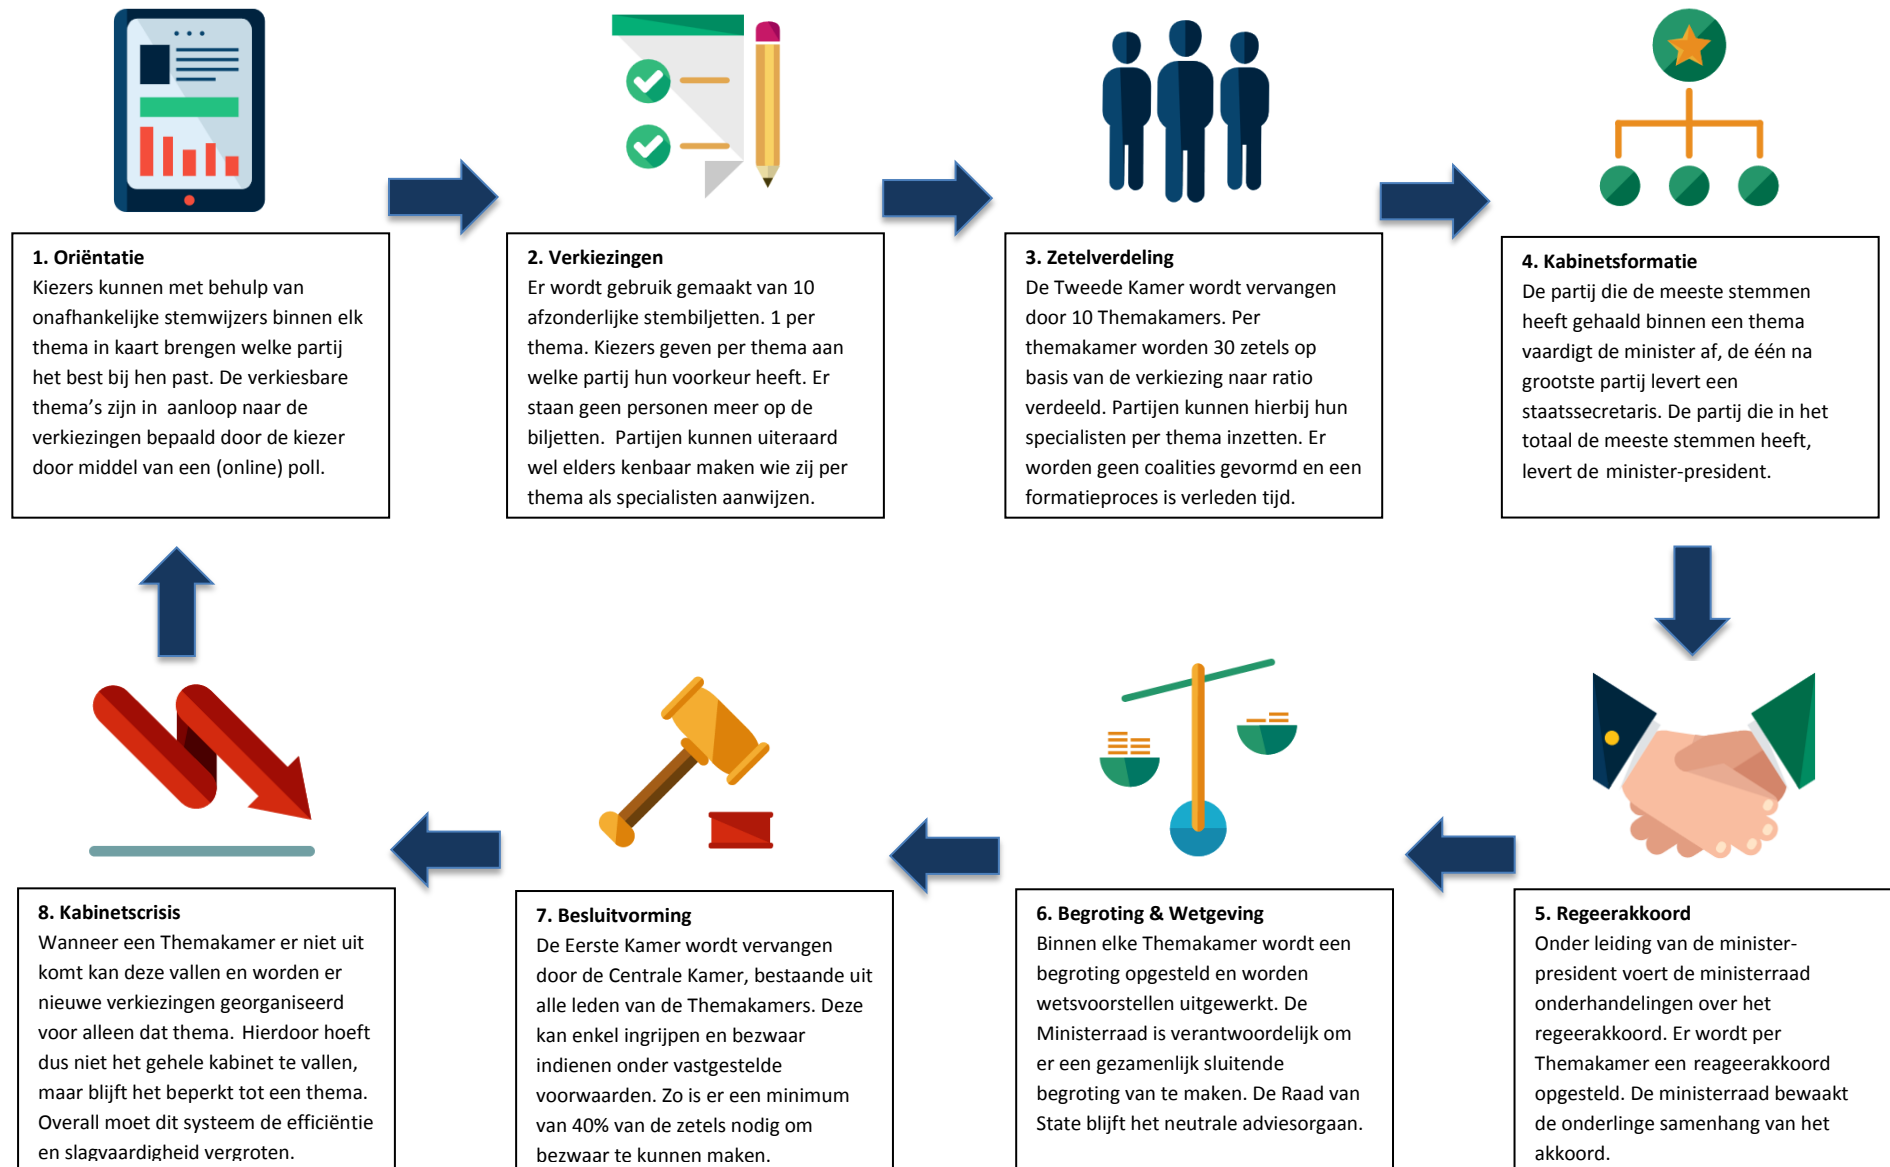 1. Oriëntatie
Kiezers kunnen met behulp van
onafhankelijke stemwijzers binnen elk
thema in kaart brengen welke partij
het best bij hen past. De verkiesbare
thema's zijn in aanloop naar de
verkiezingen bepaald door de kiezer
door middel van een (online) poll.
2. Verkiezingen
Er wordt gebruik gemaakt van 10
afzonderlijke stembiljetten. 1 per
thema. Kiezers geven per thema aan
welke partij hun voorkeur heeft. Er
staan geen personen meer op de
biljetten. Partijen kunnen uiteraard
wel elders kenbaar maken wie zij per
thema als specialisten aanwijzen.
3. Zetelverdeling
De Tweede Kamer wordt vervangen
door 10 Themakamers. Per
themakamer worden 30 zetels op
basis van de verkiezing naar ratio
verdeeld. Partijen kunnen hierbij hun
specialisten per thema inzetten. Er
worden geen coalities gevormd en een
formatieproces is verleden tijd.
4. Kabinetsformatie
De partij die de meeste stemmen
heeft gehaald binnen een thema
vaardigt de minister af, de één na
grootste partij levert een
staatssecretaris. De partij die in het
totaal de meeste stemmen heeft,
levert de minister-president.
5. Regeerakkoord
Onder leiding van de minister-
president voert de ministerraad
onderhandelingen over het
regeerakkoord. Er wordt per
Themakamer een reageerakkoord
opgesteld. De ministerraad bewaakt
de onderlinge samenhang van het
akkoord.
6. Begroting & Wetgeving
Binnen elke Themakamer wordt een
begroting opgesteld en worden
wetsvoorstellen uitgewerkt. De
Ministerraad is verantwoordelijk om
er een gezamenlijk sluitende
begroting van te maken. De Raad van
State blijft het neutrale adviesorgaan.
7. Besluitvorming
De Eerste Kamer wordt vervangen
door de Centrale Kamer, bestaande uit
alle leden van de Themakamers. Deze
kan enkel ingrijpen en bezwaar
indienen onder vastgestelde
voorwaarden. Zo is er een minimum
van 40% van de zetels nodig om
bezwaar te kunnen maken.
8. Kabinetscrisis
Wanneer een Themakamer er niet uit
komt kan deze vallen en worden er
nieuwe verkiezingen georganiseerd
voor alleen dat thema. Hierdoor hoeft
dus niet het gehele kabinet te vallen,
maar blijft het beperkt tot een thema.
Overall moet dit systeem de efficiëntie
en slagvaardigheid vergroten.